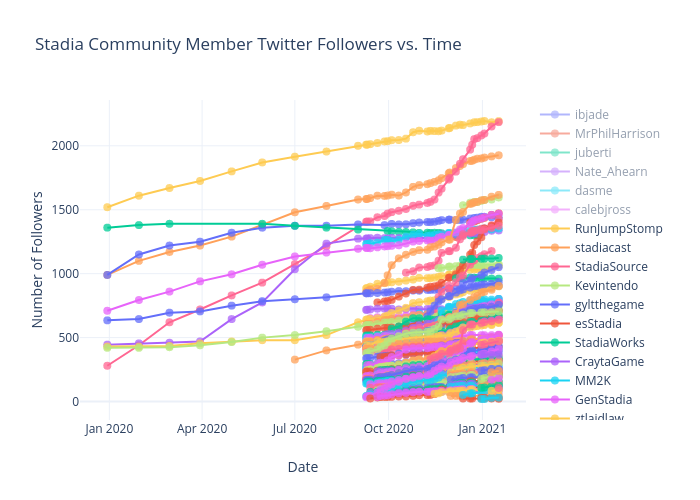 Stadia Community Member Twitter Followers vs. Time
Number of Followers
2000
1500
1000
500
0
Jan 2020
Apr 2020
Jul 2020
Oct 2020
Jan 2021
Date
ibjade
MrPhilHarrison
juberti
Nate_Ahearn
dasme
calebjross
RunJumpStomp
stadiacast
StadiaSource
Kevintendo
gyltthegame
esStadia
StadiaWorks
CraytaGame
MM2K
GenStadia
ztlaidlaw